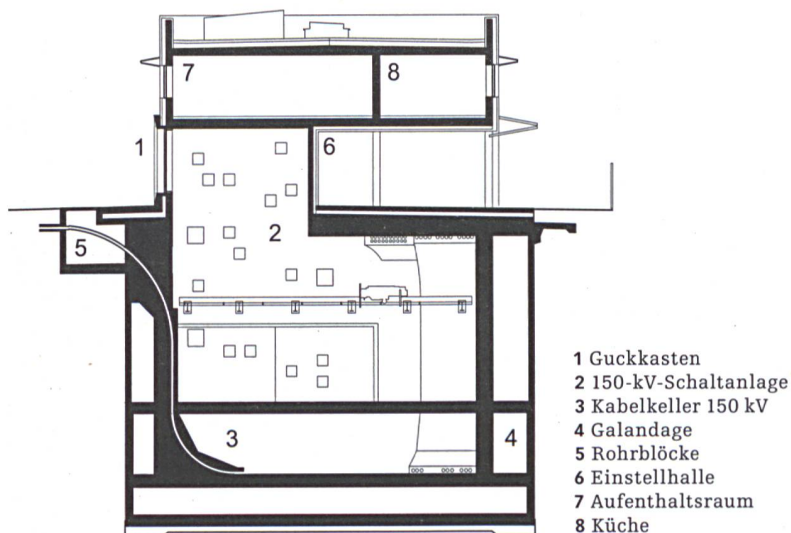 7
8
1
6
2
5
3
4
1 Guckkasten
2 150-kV-Schaltanlage
3 Kabelkeller 150 kV
4 Galandage
5 Rohrblöcke
6 Einstellhalle
7 Aufenthaltsraum
8 Küche